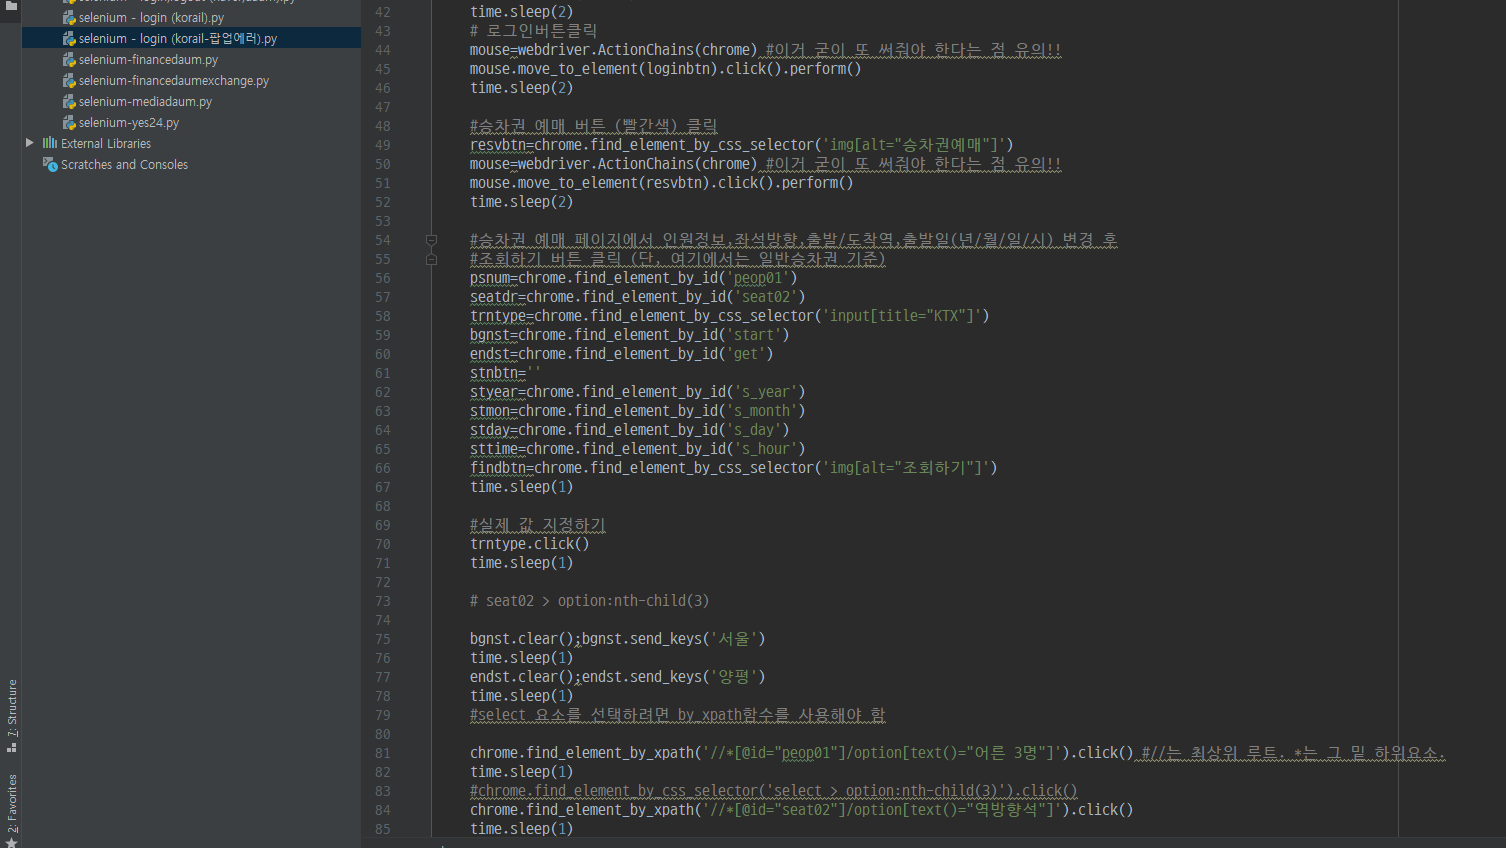 selenium - login (korail).py
selenium - login (korail-팝업에러).py
selenium-financedaum.py
selenium-financedaumexchange.py
selenium-mediadaum.py
selenium-yes24.py
External Libraries
Scratches and Consoles
7: Structure
2: Favorites
42 time.sleep(2)
43 # 로그인버튼클릭
44 mouse=webdriver.ActionChains(chrome) #이거 굳이 또 써줘야 한다는 점 유의!!
45 mouse.move_to_element(loginbtn).click().perform()
46 time.sleep(2)
47
48 #승차권 예매 버튼 (빨간색) 클릭
49 resvbtn=chrome.find_element_by_css_selector('img[alt="승차권예매"]')
50 mouse=webdriver.ActionChains(chrome) #이거 굳이 또 써줘야 한다는 점 유의!!
51 mouse.move_to_element(resvbtn).click().perform()
52 time.sleep(2)
53
54 #승차권 예매 페이지에서 인원정보,좌석방향,출발/도착역,출발일(년/월/일/시) 변경 후
55 #조회하기 버튼 클릭 (단, 여기에서는 일반승차권 기준)
56 psnum=chrome.find_element_by_id('peop01')
57 seatdr=chrome.find_element_by_id('seat02')
58 trntype=chrome.find_element_by_css_selector('input[title="KTX"]')
59 bgnst=chrome.find_element_by_id('start')
60 endst=chrome.find_element_by_id('get')
61 stnbtn=''
62 styear=chrome.find_element_by_id('s_year')
63 stmon=chrome.find_element_by_id('s_month')
64 stday=chrome.find_element_by_id('s_day')
65 sttime=chrome.find_element_by_id('s_hour')
66 findbtn=chrome.find_element_by_css_selector('img[alt="조회하기"]')
67 time.sleep(1)
68
69 #실제 값 지정하기
70 trntype.click()
71 time.sleep(1)
72
73 # seat02 > option:nth-child(3)
74
75 bgnst.clear();bgnst.send_keys('서울')
76 time.sleep(1)
77 endst.clear();endst.send_keys('양평')
78 time.sleep(1)
79 #select 요소를 선택하려면 by_xpath함수를 사용해야 함
80
81 chrome.find_element_by_xpath('//*[@id="peop01"]/option[text()="어른 3명"]').click() #//는 최상위 루트. *는 그 밑 하위요소.
82 time.sleep(1)
83 #chrome.find_element_by_css_selector('select > option:nth-child(3)').click()
84 chrome.find_element_by_xpath('//*[@id="seat02"]/option[text()="역방향석"]').click()
85 time.sleep(1)